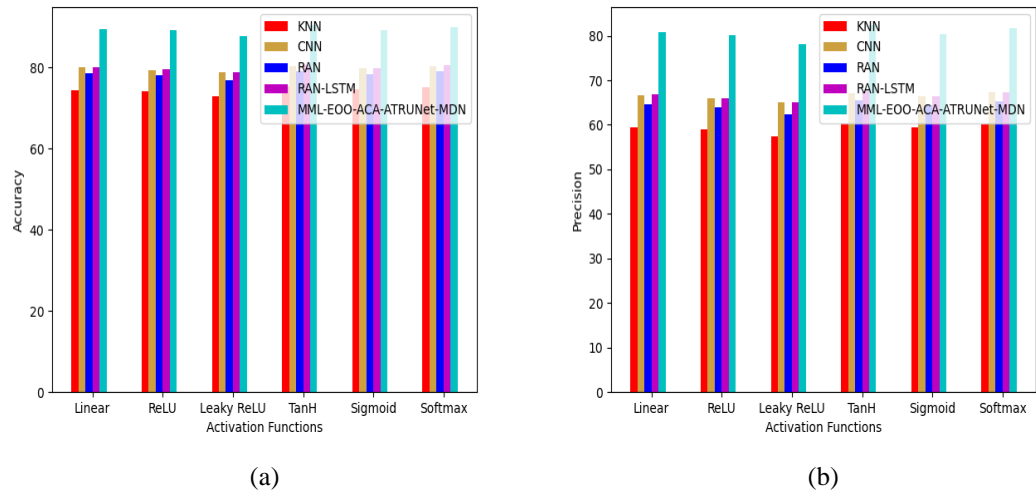 KNN
CNN
RAN
RAN-LSTM
MML-EOO-ACA-ATRUNet-MDN
Accuracy
80
60
40
20
0
Linear ReLU Leaky ReLU TanH Sigmoid Softmax
Activation Functions
(a)
KNN
CNN
RAN
RAN-LSTM
MML-EOO-ACA-ATRUNet-MDN
Precision
80
70
60
50
40
30
20
10
0
Linear ReLU Leaky ReLU TanH Sigmoid Softmax
Activation Functions
(b)